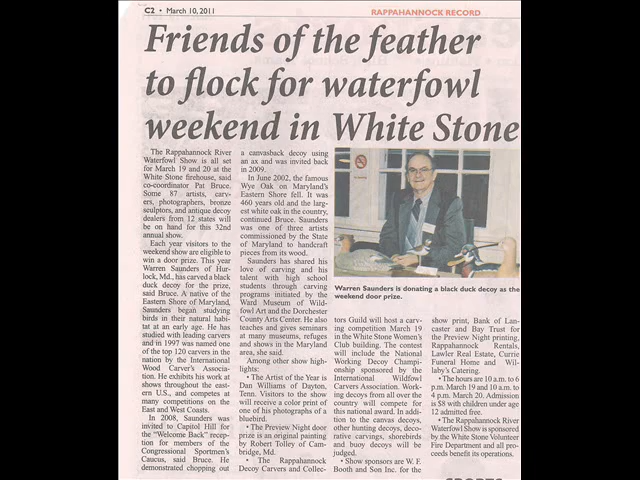 C2 • March 10, 2011
RAPPAHANNOCK RECORD
Friends of the feather
to flock for waterfowl
weekend in White Stone
The Rappahannock River
Waterfowl Show is all set
for March 19 and 20 at the
White Stone firehouse, said
co-coordinator Pat Bruce.
Some 87 artists, carv-
ers, photographers, bronze
sculptors, and antique decoy
dealers from 12 states will
be on hand for this 32nd
annual show.
Each year visitors to the
weekend show are eligible to
win a door prize. This year
Warren Saunders of Hur-
lock, Md., has carved a black
duck decoy for the prize,
said Bruce. A native of the
Eastern Shore of Maryland,
Saunders began studying
birds in their natural habi-
tat at an early age. He has
studied with leading carvers
and in 1997 was named one
of the top 120 carvers in the
nation by the International
Wood Carver's Associa-
tion. He exhibits his work at
shows throughout the east-
ern U.S., and competes at
many competitions on the
East and West Coasts.
In 2008, Saunders was
invited to Capitol Hill for
the "Welcome Back" recep-
tion for members of the
Congressional Sportmen's
Caucus, said Bruce. He
demonstrated chopping out
a canvasback decoy using
an ax and was invited back
in 2009.
In June 2002, the famous
Wye Oak on Maryland's
Eastern Shore fell. It was
460 years old and the larg-
est white oak in the country,
continued Bruce. Saunders
was one of three artists
commissioned by the State
of Maryland to handcraft
pieces from its wood.
Saunders has shared his
love of carving and his
talent with high school
students through carving
programs initiated by the
Ward Museum of Wild-
fowl Art and the Dorchester
County Arts Center. He also
teaches and gives seminars
at many museums, refuges
and shows in the Maryland
area, she said.
Among other show high-
lights:
• The Artist of the Year is
Dan Williams of Dayton,
Tenn. Visitors to the show
will receive a color print of
one of his photographs of a
bluebird.
• The Preview Night door
prize is an original painting
by Robert Tolley of Cam-
bridge, Md.
• The Rappahannock
Decoy Carvers and Collec-
Warren Saunders is donating a black duck decoy as the
weekend door prize.
tors Guild will host a carv-
ing competition March 19
in the White Stone Women's
Club building. The contest
will include the National
Working Decoy Champi-
onship sponsored by the
International Wildfowl
Carvers Association. Work-
ing decoys from all over the
country will compete for
this national award. In addi-
tion to the canvas decoys,
other hunting decoys, deco-
rative carvings, shorebirds
and buoy decoys will be
judged.
• Show sponsors are W. F.
Booth and Son Inc. for the
show print, Bank of Lan-
caster and Bay Trust for
the Preview Night printing,
Rappahannock Rentals,
Lawler Real Estate, Currie
Funeral Home and Wil-
laby's Catering.
• The hours are 10 a.m. to 6
p.m. March 19 and 10 a.m. to
4 p.m. March 20. Admission
is $8 with children under age
12 admitted free.
• The Rappahannock River
Waterfowl Show is sponsored
by the White Stone Volunteer
Fire Department and all pro-
ceeds benefit its operations.